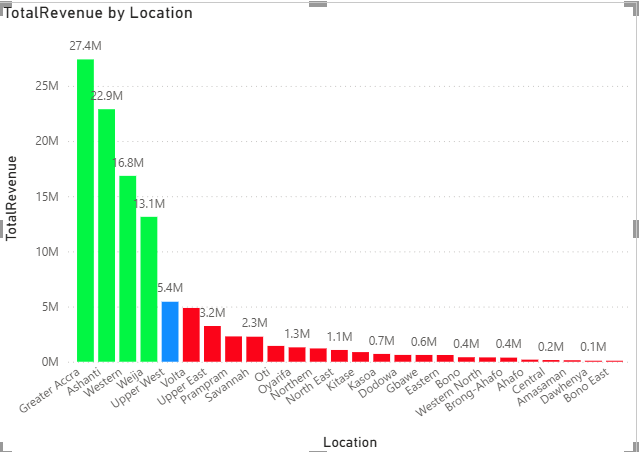 TotalRevenue by Location
TotalRevenue
25M
20M
15M
10M
5M
0M
27.4M
22.9M
16.8M
13.1M
5.4M
3.2M
2.3M
1.3M
1.1M
0.7M
0.6M
0.4M
0.4M
0.2M
0.1M
Greater Accra
Ashanti
Western
Weija
Upper West
Volta
Upper East
Prampram
Savannah
Oti
Oyarifa
Northern
North East
Kitase
Kasoa
Dodowa
Gbawe
Eastern
Bono
Western North
Brong-Ahafo
Ahafo
Central
Amasaman
Dawhenya
Bono East
Location